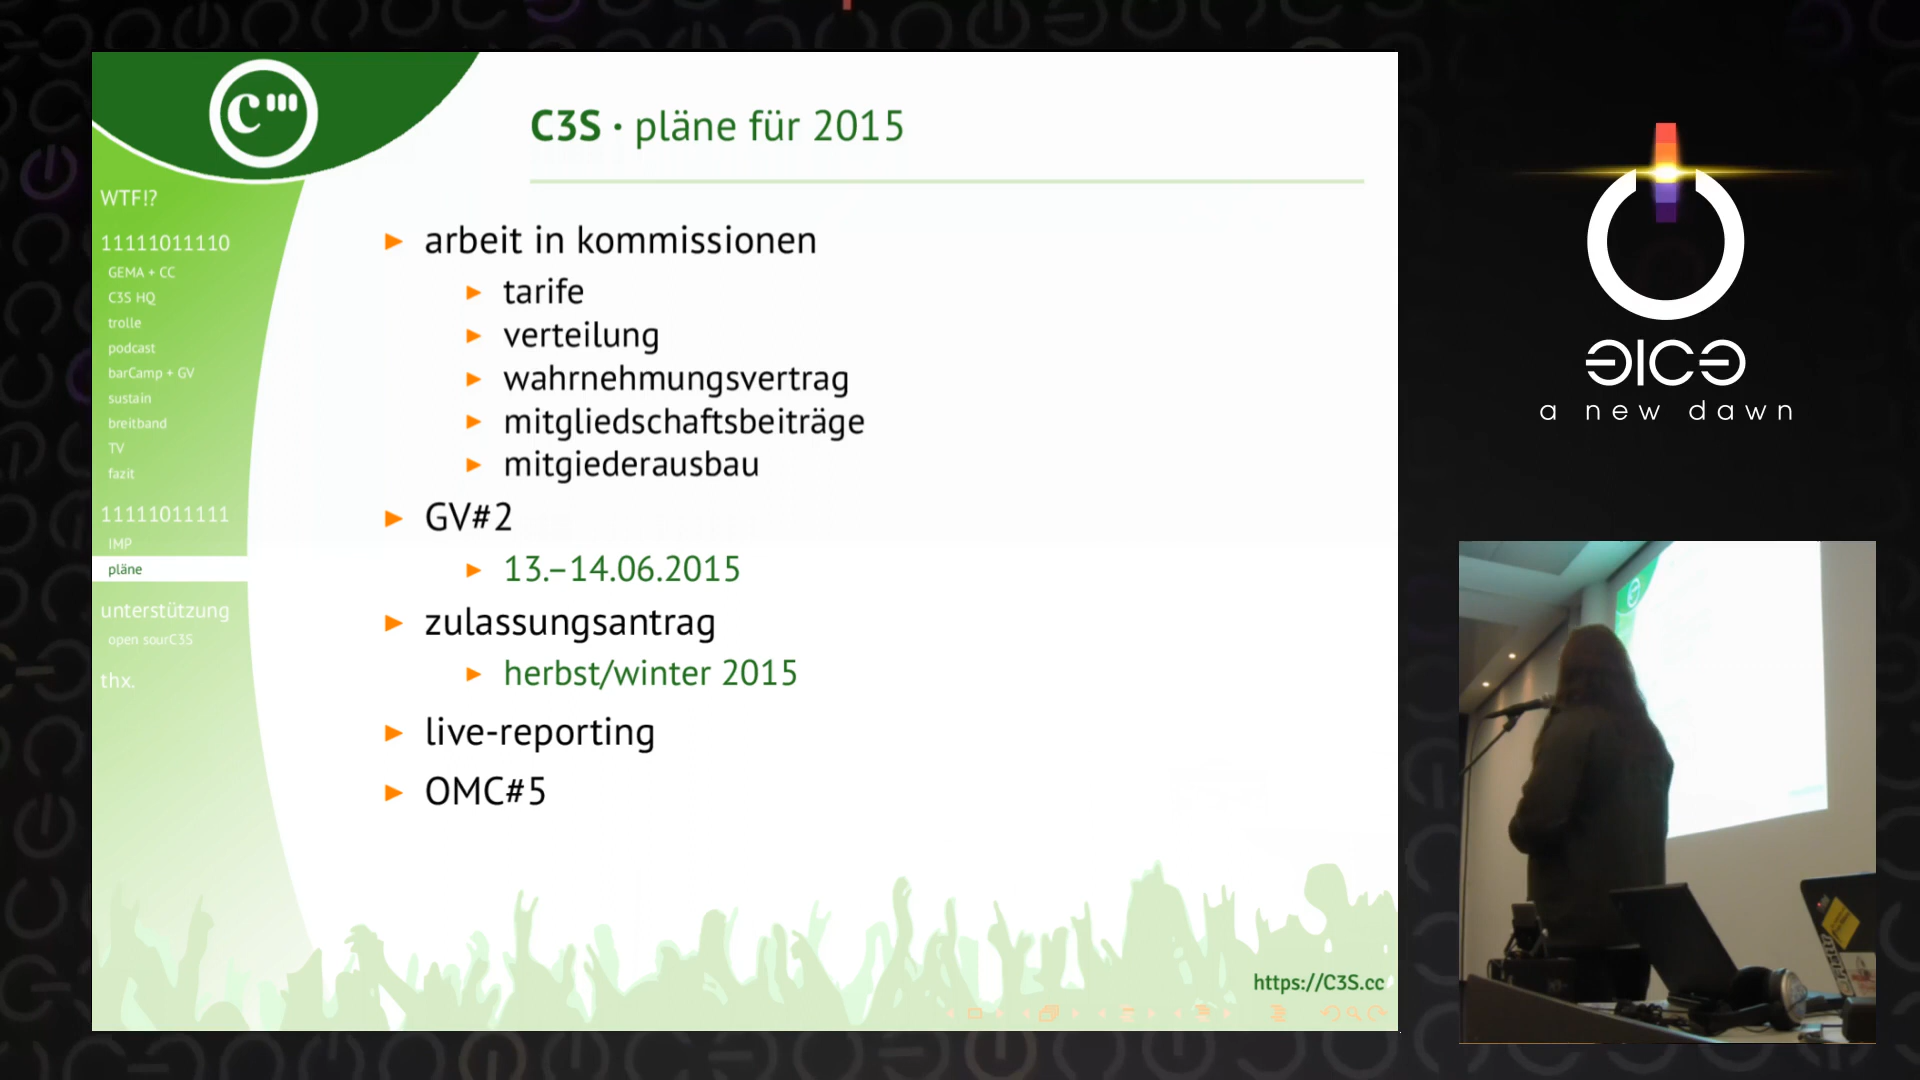 C3S · pläne für 2015
WTF!?
11111011110
GEMA + CC
C3S HQ
trolle
podcast
barCamp + GV
sustain
breitband
TV
fazit
11111011111
IMP
pläne
unterstützung
open sourC3S
thx.
▶ arbeit in kommissionen
▶ tarife
▶ verteilung
▶ wahrnehmungsvertrag
▶ mitgliedschaftsbeiträge
▶ mitgiederausbau
▶ GV#2
▶ 13.–14.06.2015
▶ zulassungsantrag
▶ herbst/winter 2015
▶ live-reporting
▶ OMC#5
https://C3S.cc
a new dawn